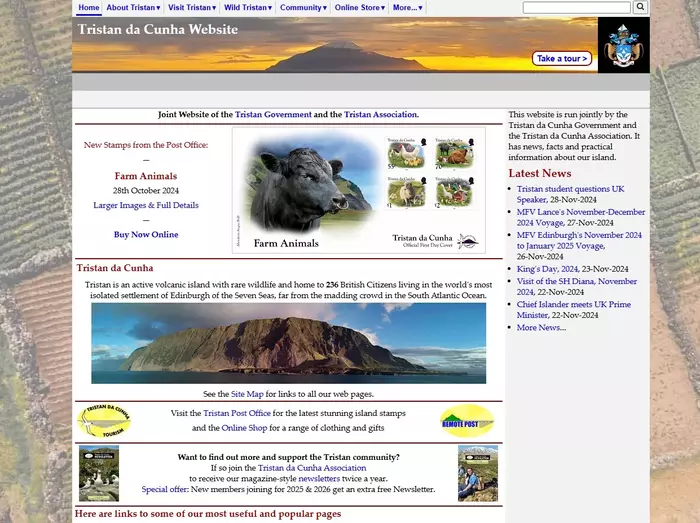 Home About Tristan▾ Visit Tristan▾ Wild Tristan▾ Community▾ Online Store▾ More...▾
Tristan da Cunha Website
Take a tour >
Joint Website of the Tristan Government and the Tristan Association.
New Stamps from the Post Office:
—
Farm Animals
28th October 2024
Larger Images & Full Details
—
Buy Now Online
Tristan da Cunha
Tristan da Cunha
Tristan da Cunha
Tristan da Cunha
Farm Animals
Tristan da Cunha
Official First Day Cover
Tristan da Cunha
Tristan is an active volcanic island with rare wildlife and home to 236 British Citizens living in the world's most
isolated settlement of Edinburgh of the Seven Seas, far from the madding crowd in the South Atlantic Ocean.
See the Site Map for links to all our web pages.
TRISTAN DA CUNHA
TOURISM
Visit the Tristan Post Office for the latest stunning island stamps
and the Online Shop for a range of clothing and gifts
REMOTE POST
Want to find out more and support the Tristan community?
If so join the Tristan da Cunha Association
to receive our magazine-style newsletters twice a year.
Special offer: New members joining for 2025 & 2026 get an extra free Newsletter.
NEWSLETTER
NEWSLETTER
Here are links to some of our most useful and popular pages
This website is run jointly by the
Tristan da Cunha Government and
the Tristan da Cunha Association. It
has news, facts and practical
information about our island.
Latest News
• Tristan student questions UK
Speaker, 28-Nov-2024
• MFV Lance's November-December
2024 Voyage, 27-Nov-2024
• MFV Edinburgh's November 2024
to January 2025 Voyage,
26-Nov-2024
• King's Day, 2024, 23-Nov-2024
• Visit of the SH Diana, November
2024, 22-Nov-2024
• Chief Islander meets UK Prime
Minister, 22-Nov-2024
• More News...